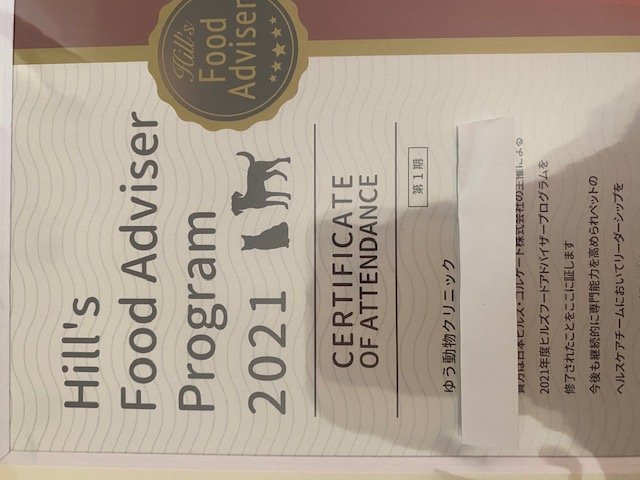 Hill's
Food
Adviser
Hill's
Food Adviser
Program
2021
CERTIFICATE
OF ATTENDANCE
第1期
ゆう動物クリニック
貴方は日本ヒルズ・コルゲート株式会社の主催による
2021年度ヒルズフードアドバイザープログラムを
修了されたことをここに証します
今後も継続的に専門能力を高められペットの
ヘルスケアチームにおいてリーダーシップを